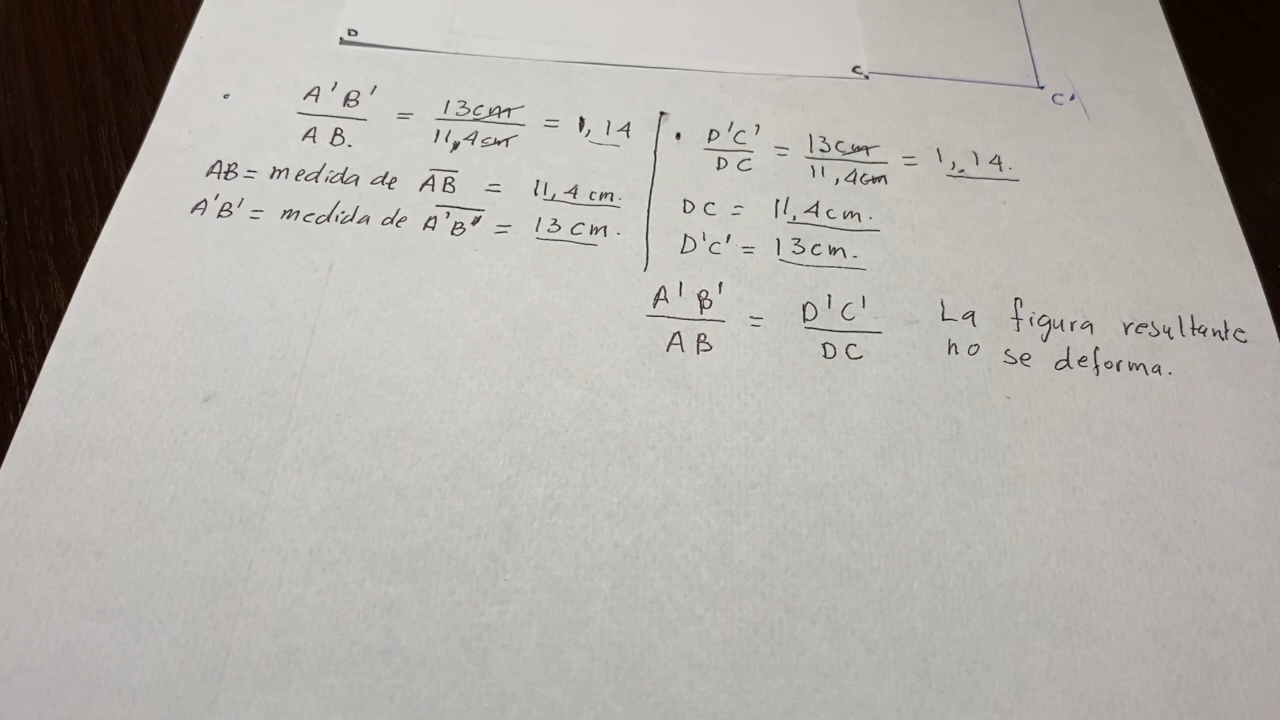 D
C
C'
A'B' / AB. = 13cm / 11,4cm = 1,14
AB = medida de AB = 11,4 cm.
A'B' = medida de A'B" = 13 cm.
D'C' / DC = 13cm / 11,4cm = 1,14.
DC = 11,4cm.
D'C' = 13cm.
A'B' / AB = D'C' / DC
La figura resultante
no se deforma.